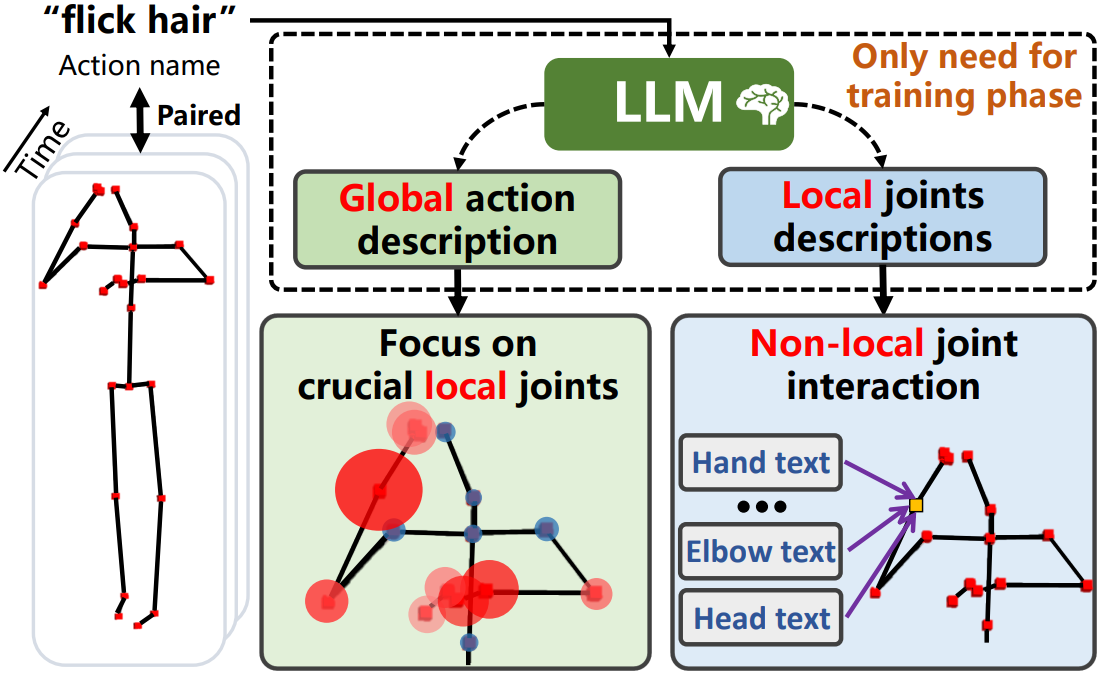 “flick hair”
Action name
Paired
Time
LLM
Only need for
training phase
Global action
description
Local joints
descriptions
Focus on
crucial local joints
Non-local joint
interaction
Hand text
•••
Elbow text
Head text